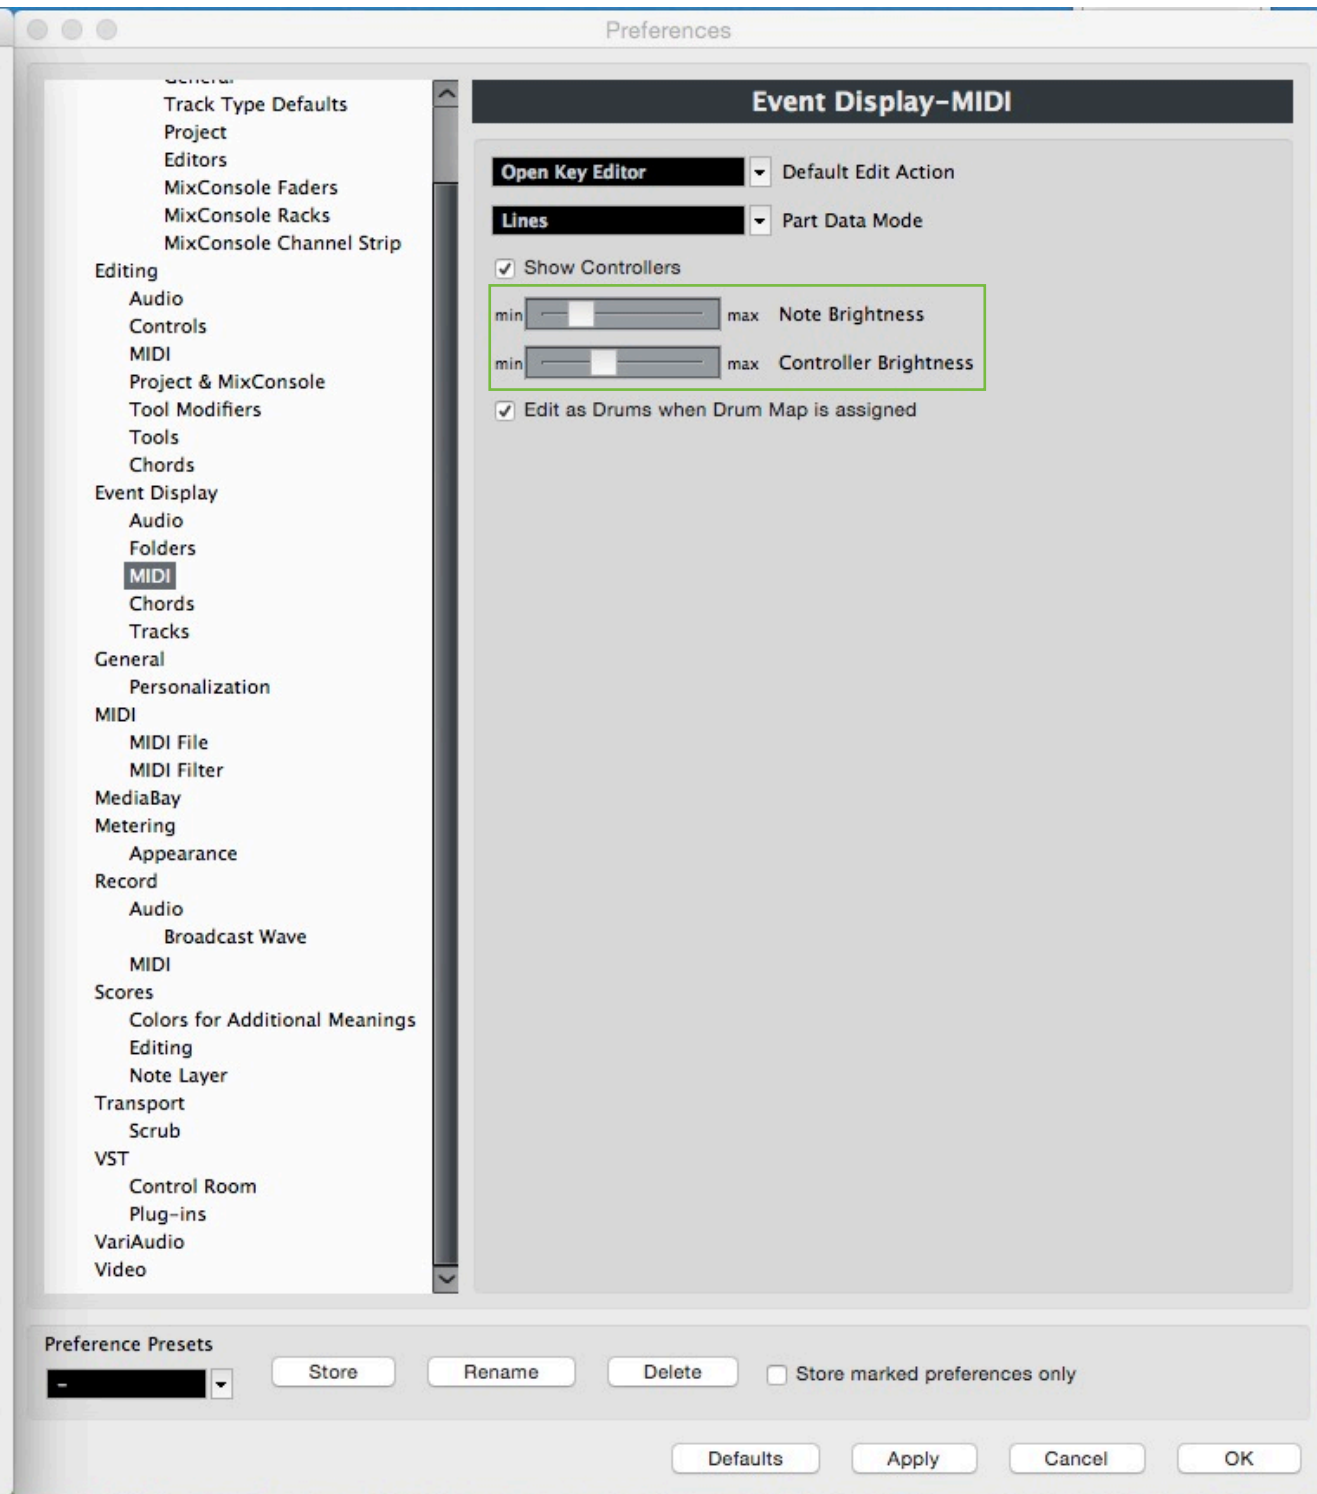 Preferences
General
Track Type Defaults
Project
Editors
MixConsole Faders
MixConsole Racks
MixConsole Channel Strip
Editing
Audio
Controls
MIDI
Project & MixConsole
Tool Modifiers
Tools
Chords
Event Display
Audio
Folders
MIDI
Chords
Tracks
General
Personalization
MIDI
MIDI File
MIDI Filter
MediaBay
Metering
Appearance
Record
Audio
Broadcast Wave
MIDI
Scores
Colors for Additional Meanings
Editing
Note Layer
Transport
Scrub
VST
Control Room
Plug-ins
VariAudio
Video
Event Display-MIDI
Open Key Editor Default Edit Action
Lines Part Data Mode
Show Controllers
min max Note Brightness
min max Controller Brightness
Edit as Drums when Drum Map is assigned
Preference Presets
– Store Rename Delete Store marked preferences only
Defaults Apply Cancel OK